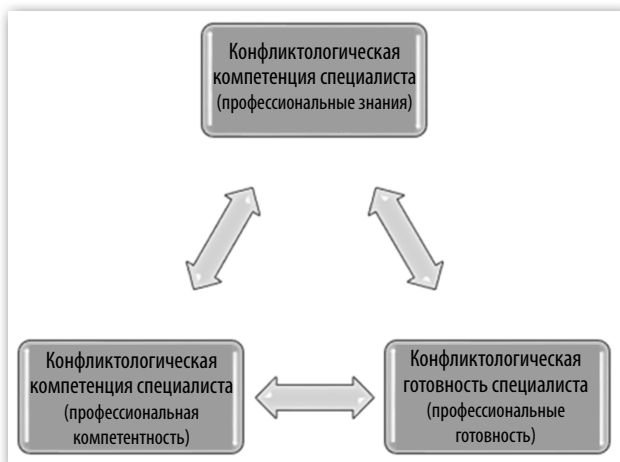 Конфликтологическая
компетенция специалиста
(профессиональные знания)
Конфликтологическая
компетенция специалиста
(профессиональная
компетентность)
Конфликтологическая
готовность специалиста
(профессиональные
готовность)